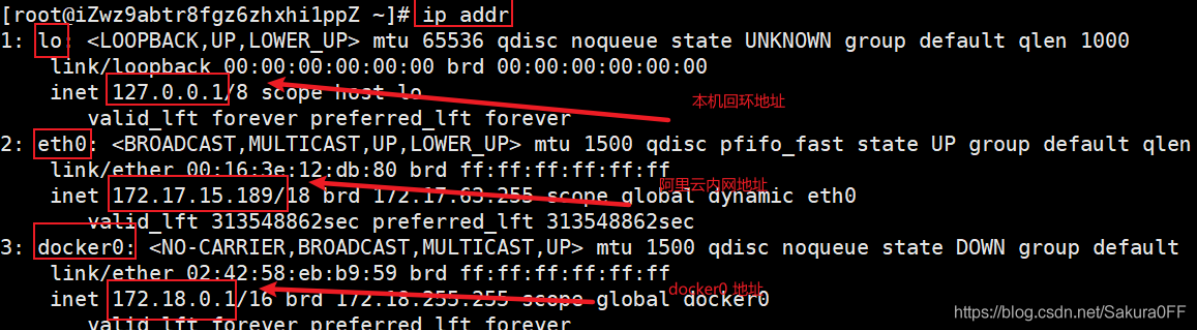 [root@iZwz9abtr8fgz6zhxhi1ppZ ~]# ip addr
1: lo: <LOOPBACK,UP,LOWER_UP> mtu 65536 qdisc noqueue state UNKNOWN group default qlen 1000
link/loopback 00:00:00:00:00:00 brd 00:00:00:00:00:00
inet 127.0.0.1/8 scope host lo
本机回环地址
valid_lft forever preferred_lft forever
2: eth0: <BROADCAST,MULTICAST,UP,LOWER_UP> mtu 1500 qdisc pfifo_fast state UP group default qlen
link/ether 00:16:3e:12:db:80 brd ff:ff:ff:ff:ff:ff
阿里云内网地址
inet 172.17.15.189/18 brd 172.17.63.255 scope global dynamic eth0
valid_lft 313548862sec preferred_lft 313548862sec
3: docker0: <NO-CARRIER,BROADCAST,MULTICAST,UP> mtu 1500 qdisc noqueue state DOWN group default
link/ether 02:42:58:eb:b9:59 brd ff:ff:ff:ff:ff:ff
docker0 地址
inet 172.18.0.1/16 brd 172.18.255.255 scope global docker0
valid_lft forever preferred_lft forever
https://blog.csdn.net/Sakura0FF